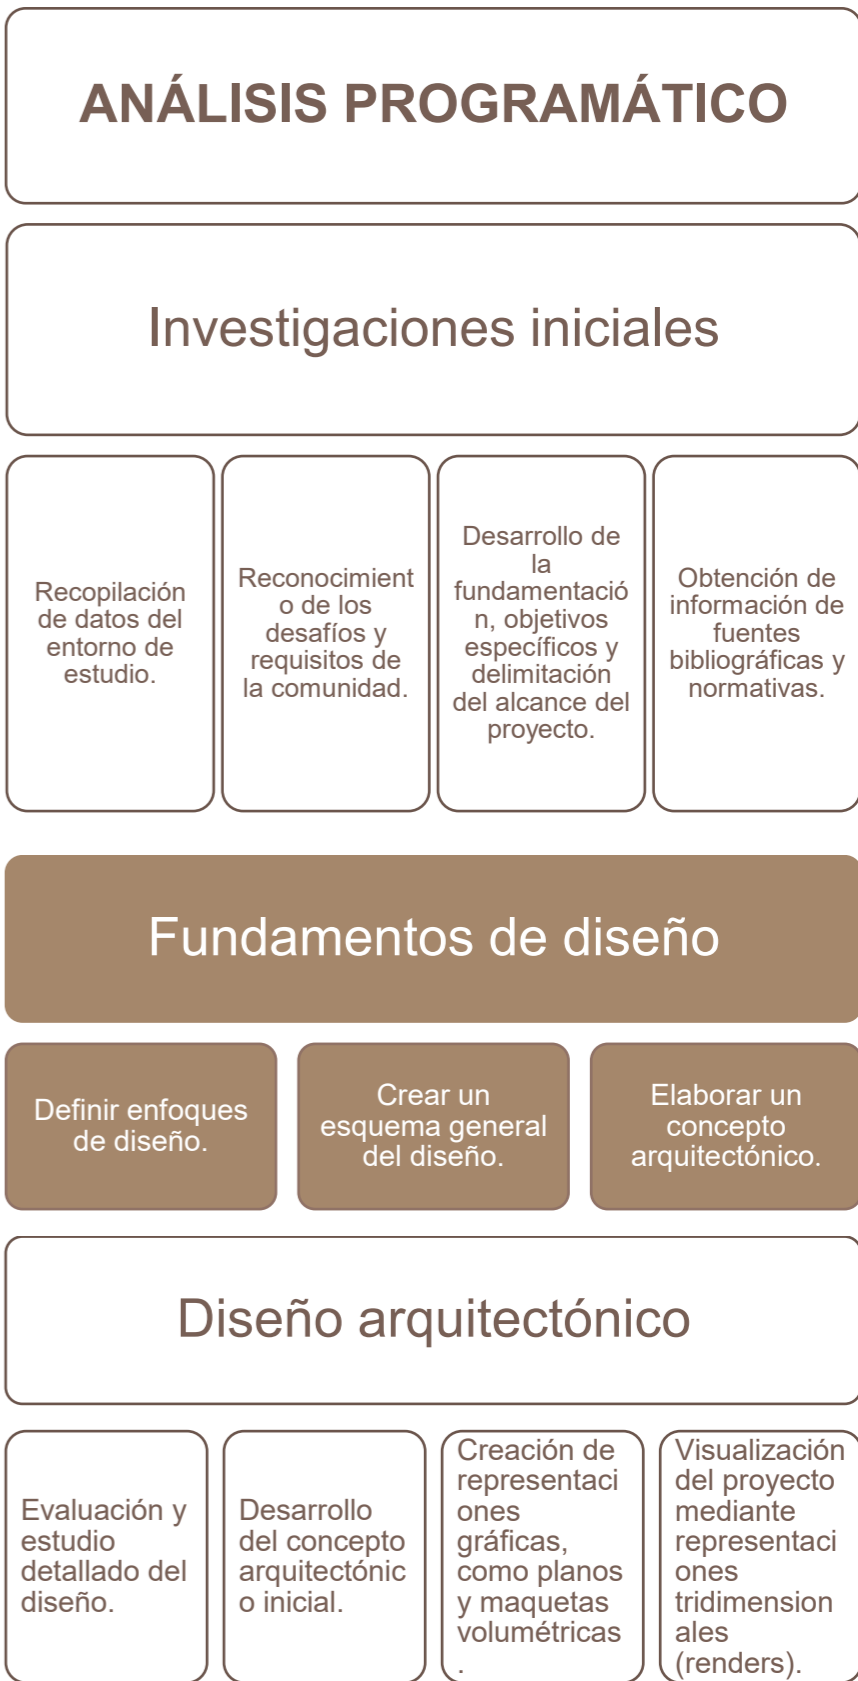 ANÁLISIS PROGRAMÁTICO
Investigaciones iniciales
Recopilación
de datos del
entorno de
estudio.
Reconocimient
o de los
desafíos y
requisitos de
la comunidad.
Desarrollo de
la
fundamentació
n, objetivos
específicos y
delimitación
del alcance del
proyecto.
Obtención de
información de
fuentes
bibliográficas y
normativas.
Fundamentos de diseño
Definir enfoques
de diseño.
Crear un
esquema general
del diseño.
Elaborar un
concepto
arquitectónico.
Diseño arquitectónico
Evaluación y
estudio
detallado del
diseño.
Desarrollo
del concepto
arquitectónic
o inicial.
Creación de
representaci
ones
gráficas,
como planos
y maquetas
volumétricas
.
Visualización
del proyecto
mediante
representaci
ones
tridimension
ales
(renders).